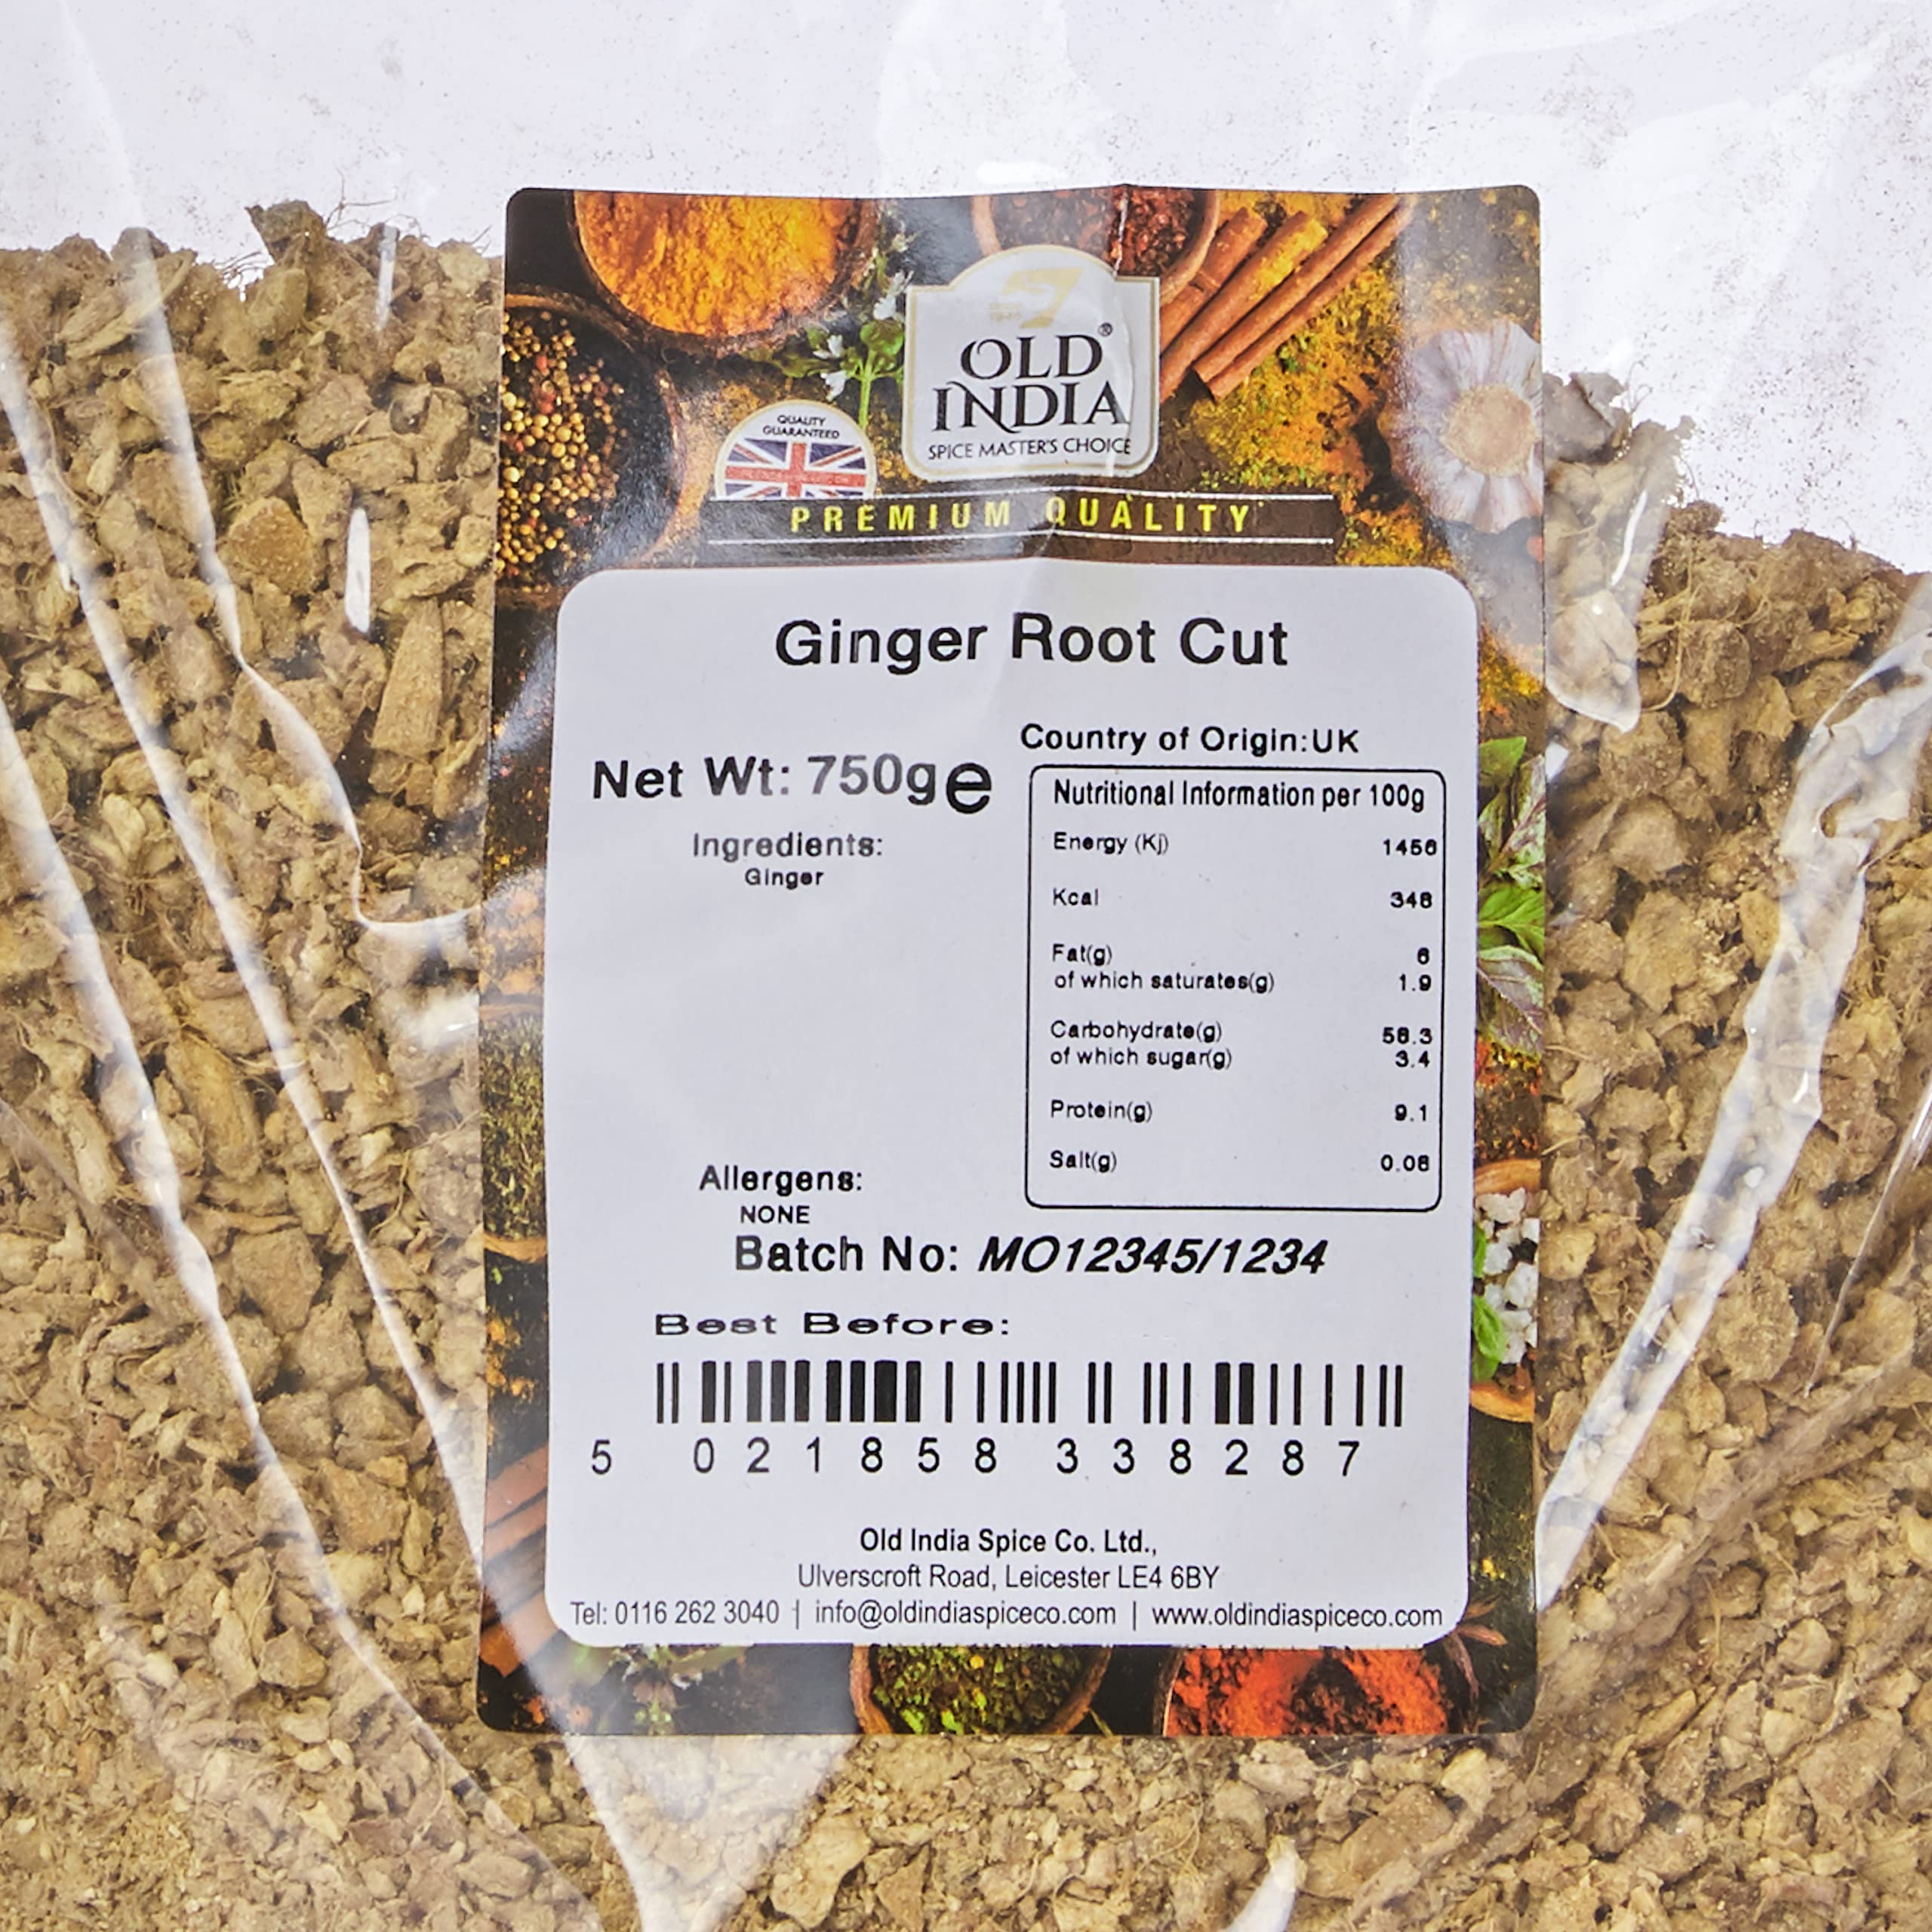 OLD®
INDIA
SPICE MASTER'S CHOICE
QUALITY
GUARANTEED
PREMIUM QUALITY
Ginger Root Cut
Country of Origin:UK
Net Wt: 750g e
Ingredients:
Ginger
Nutritional Information per 100g
Energy (Kj) 1456
Kcal 348
Fat(g) 6
of which saturates(g) 1.9
Carbohydrate(g) 58.3
of which sugar(g) 3.4
Protein(g) 9.1
Salt(g) 0.08
Allergens:
NONE
Batch No: MO12345/1234
Best Before:
5 021858 338287
Old India Spice Co. Ltd.,
Ulverscroft Road, Leicester LE4 6BY
Tel: 0116 262 3040 | info@oldindiaspiceco.com | www.oldindiaspiceco.com